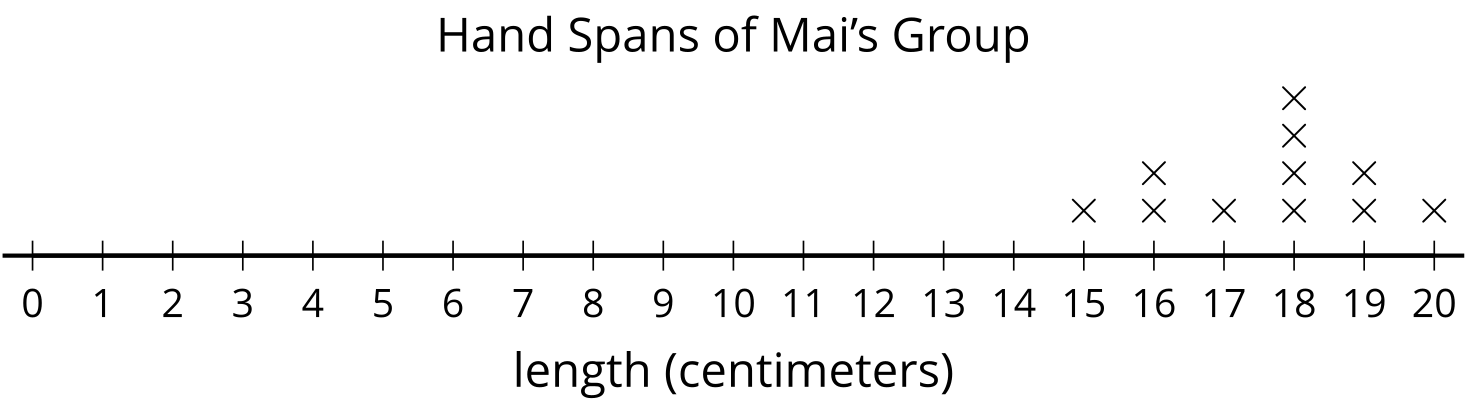 Hand Spans of Mai’s Group
0 1 2 3 4 5 6 7 8 9 10 11 12 13 14 15 16 17 18 19 20
length (centimeters)